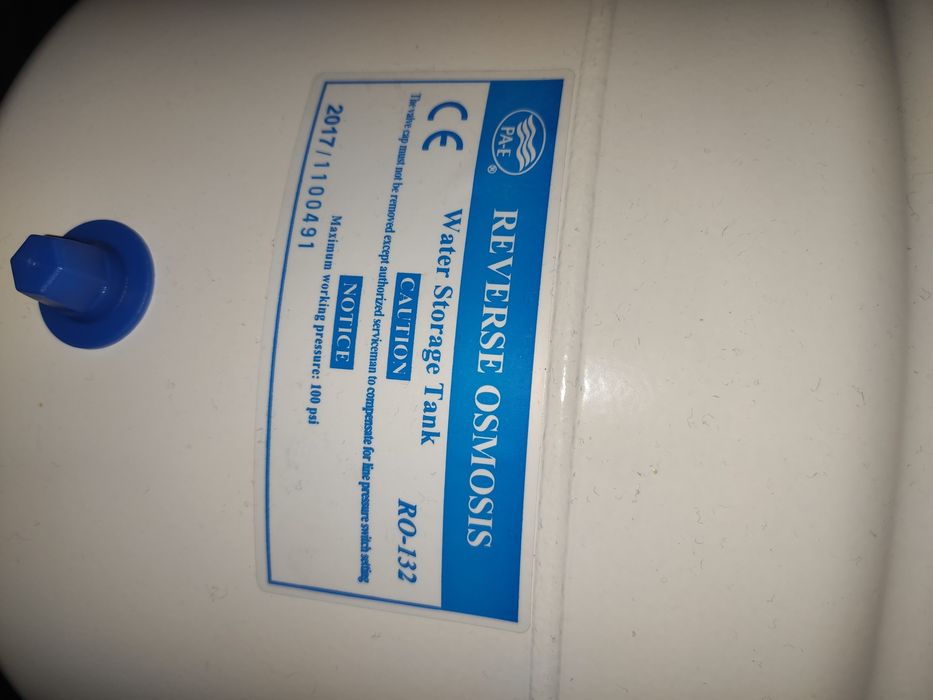 PA-E ®
REVERSE OSMOSIS
CE
Water Storage Tank
RO-132
CAUTION
The valve cap must not be removed except authorized serviceman to compensate for line pressure switch setting
NOTICE
Maximum working pressure: 100 psi
2017/1100491